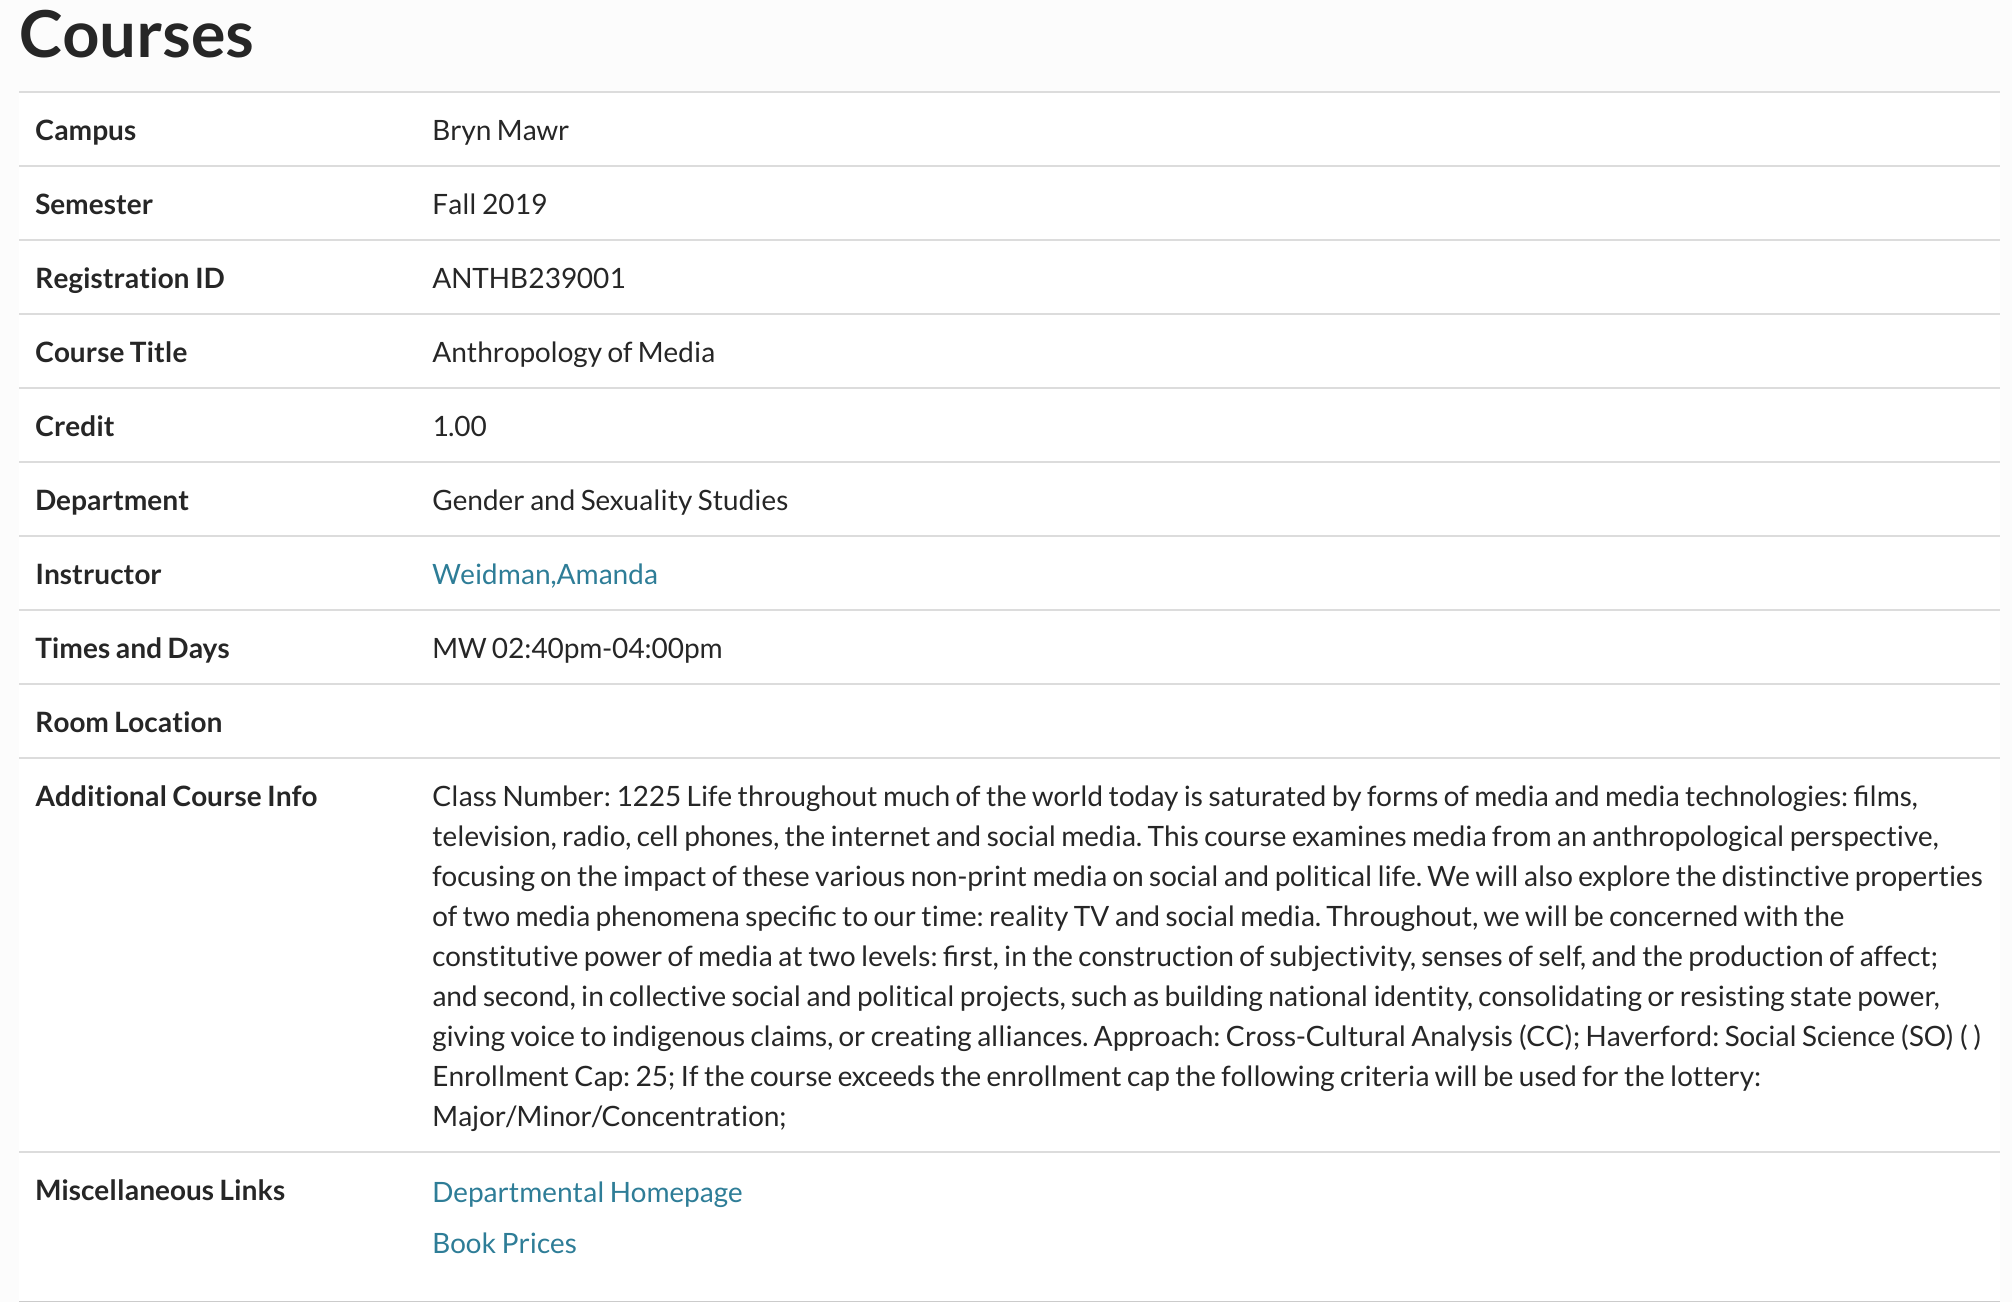 Courses
Campus Bryn Mawr
Semester Fall 2019
Registration ID ANTHB239001
Course Title Anthropology of Media
Credit 1.00
Department Gender and Sexuality Studies
Instructor Weidman,Amanda
Times and Days MW 02:40pm-04:00pm
Room Location
Additional Course Info Class Number: 1225 Life throughout much of the world today is saturated by forms of media and media technologies: films,
television, radio, cell phones, the internet and social media. This course examines media from an anthropological perspective,
focusing on the impact of these various non-print media on social and political life. We will also explore the distinctive properties
of two media phenomena specific to our time: reality TV and social media. Throughout, we will be concerned with the
constitutive power of media at two levels: first, in the construction of subjectivity, senses of self, and the production of affect;
and second, in collective social and political projects, such as building national identity, consolidating or resisting state power,
giving voice to indigenous claims, or creating alliances. Approach: Cross-Cultural Analysis (CC); Haverford: Social Science (SO) ( )
Enrollment Cap: 25; If the course exceeds the enrollment cap the following criteria will be used for the lottery:
Major/Minor/Concentration;
Miscellaneous Links Departmental Homepage
Book Prices